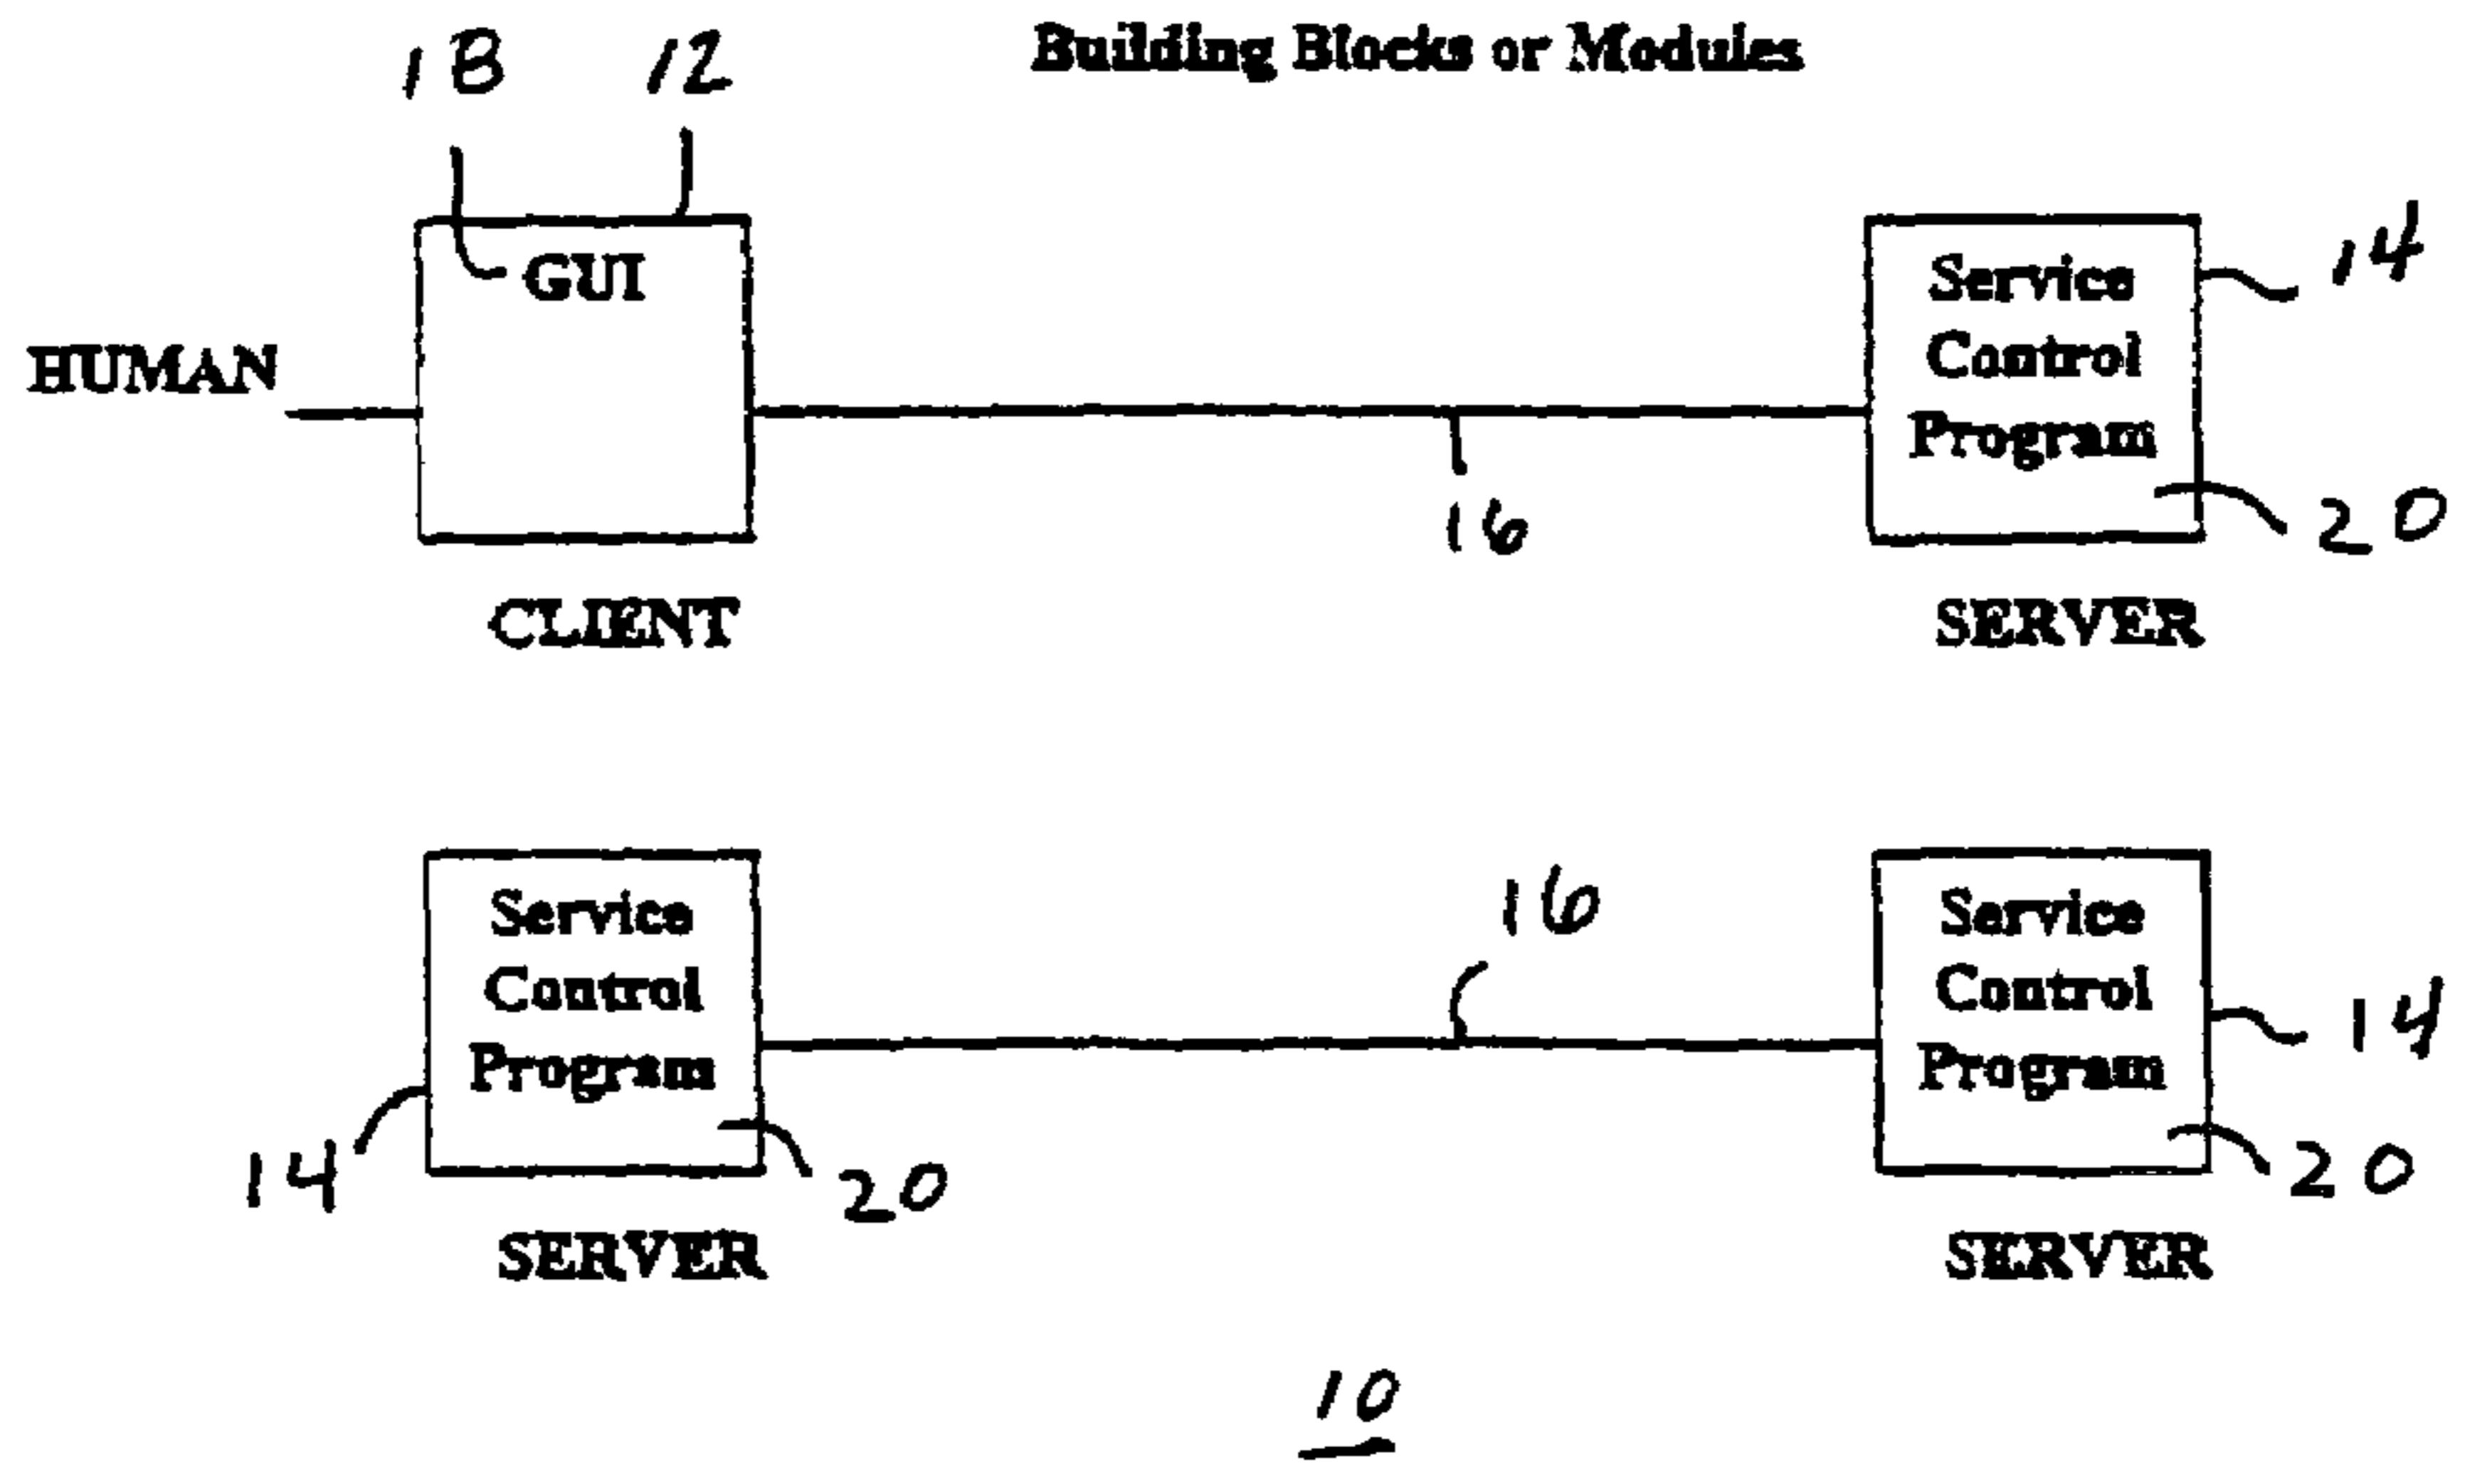 Building Blocks or Modules
18 12
GUI
HUMAN
CLIENT
16
Service
Control
Program
14
20
SERVER
Service
Control
Program
14
20
SERVER
16
Service
Control
Program
14
20
SERVER
10